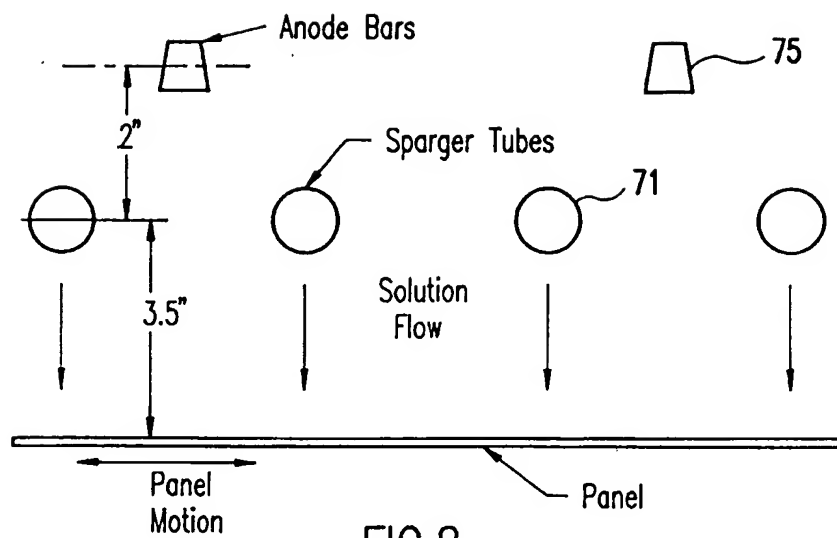 Anode Bars
75
2"
Sparger Tubes
71
3.5"
Solution
Flow
Panel
Motion
Panel